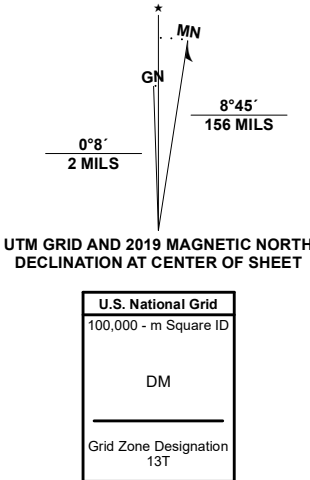 MN
GN
8°45´
156 MILS
0°8´
2 MILS
UTM GRID AND 2019 MAGNETIC NORTH
DECLINATION AT CENTER OF SHEET
U.S. National Grid
100,000 - m Square ID
DM
Grid Zone Designation
13T